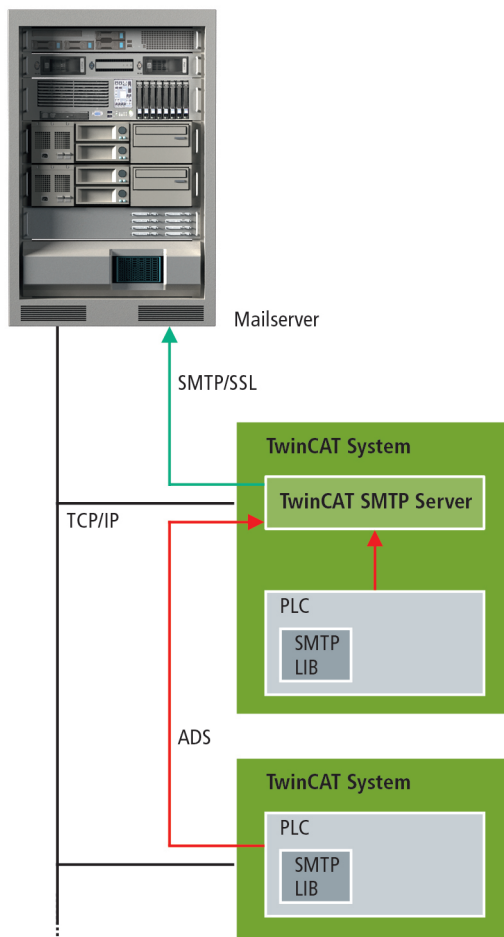 Mailserver
SMTP/SSL
TwinCAT System
TwinCAT SMTP Server
TCP/IP
PLC
SMTP
LIB
ADS
TwinCAT System
PLC
SMTP
LIB